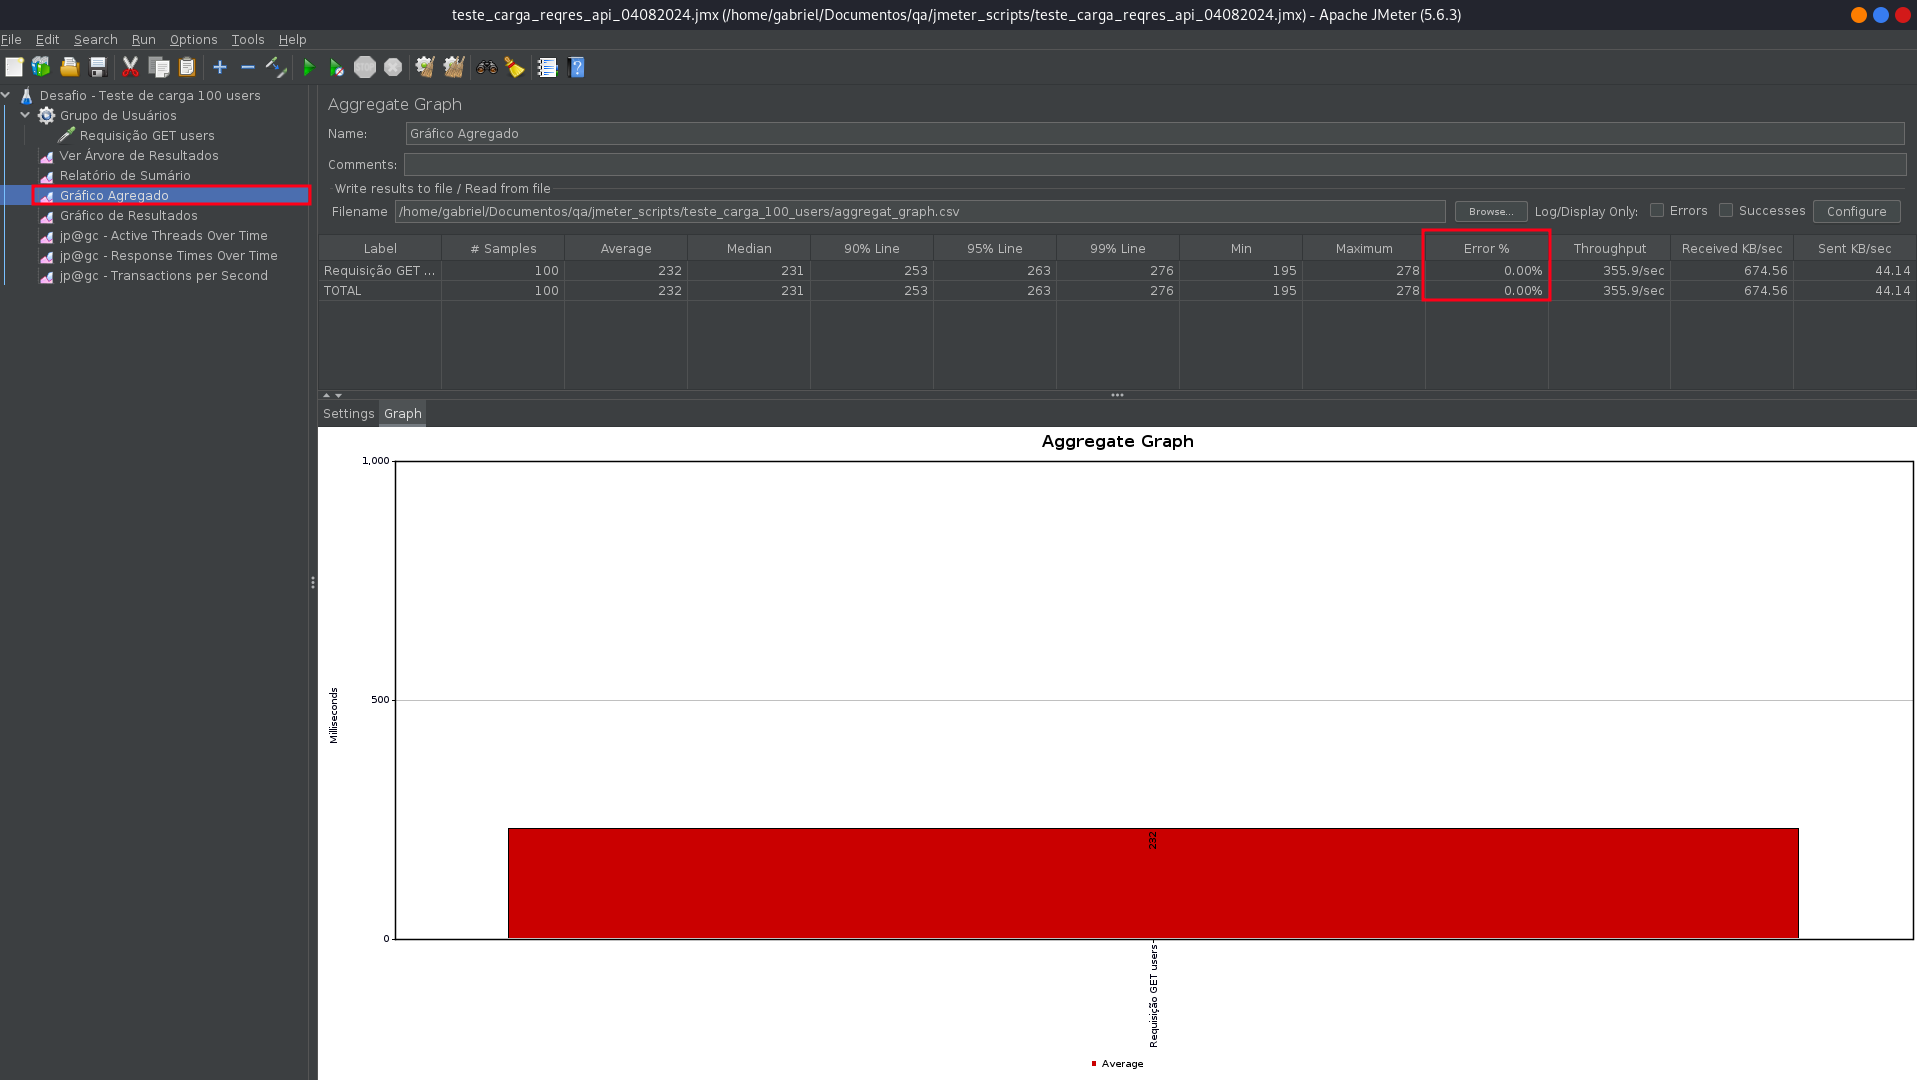 teste_carga_reqres_api_04082024.jmx (/home/gabriel/Documentos/qa/jmeter_scripts/teste_carga_reqres_api_04082024.jmx) - Apache JMeter (5.6.3)
File Edit Search Run Options Tools Help
STOP
Desafio - Teste de carga 100 users
Grupo de Usuários
Requisição GET users
Ver Árvore de Resultados
Relatório de Sumário
Gráfico Agregado
Gráfico de Resultados
jp@gc - Active Threads Over Time
jp@gc - Response Times Over Time
jp@gc - Transactions per Second
Aggregate Graph
Name: Gráfico Agregado
Comments:
Write results to file / Read from file
Filename /home/gabriel/Documentos/qa/jmeter_scripts/teste_carga_100_users/aggregat_graph.csv Browse... Log/Display Only: Errors Successes Configure
Label # Samples Average Median 90% Line 95% Line 99% Line Min Maximum Error % Throughput Received KB/sec Sent KB/sec
Requisição GET ... 100 232 231 253 263 276 195 278 0.00% 355.9/sec 674.56 44.14
TOTAL 100 232 231 253 263 276 195 278 0.00% 355.9/sec 674.56 44.14
Settings Graph
Aggregate Graph
1,000
500
0
Milliseconds
232
Requisição GET users
Average